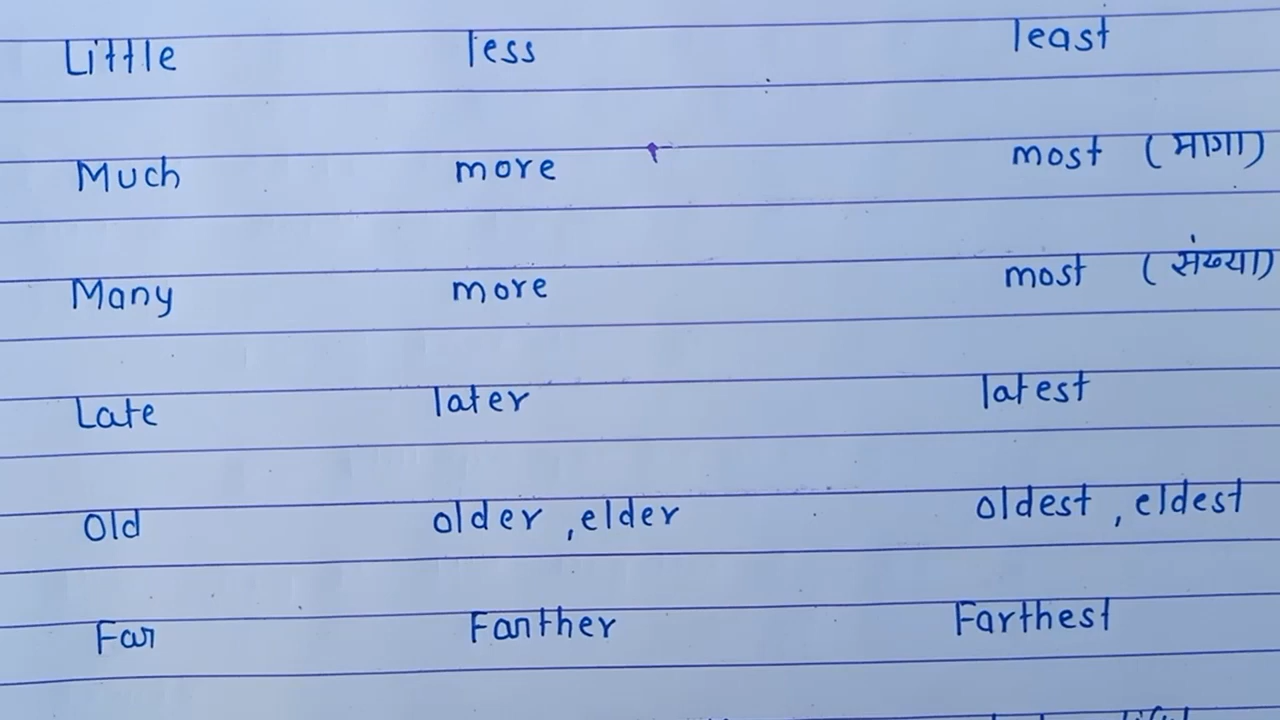 Little less least
Much more most (मागा)
Many more most (संख्या)
Late later latest
Old older , elder oldest , eldest
Far Farther Farthest